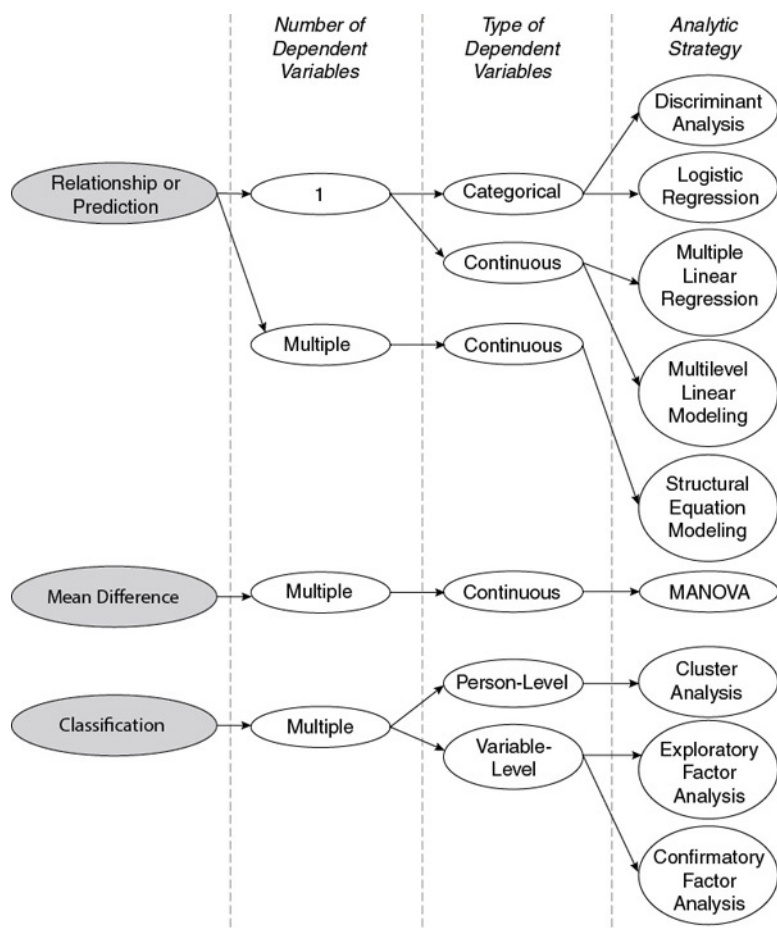 Number of
Dependent
Variables
Type of
Dependent
Variables
Analytic
Strategy
Discriminant
Analysis
Relationship or
Prediction
1
Categorical
Logistic
Regression
Continuous
Multiple
Linear
Regression
Multiple
Continuous
Multilevel
Linear
Modeling
Structural
Equation
Modeling
Mean Difference
Multiple
Continuous
MANOVA
Person-Level
Cluster
Analysis
Classification
Multiple
Variable-
Level
Exploratory
Factor
Analysis
Confirmatory
Factor
Analysis